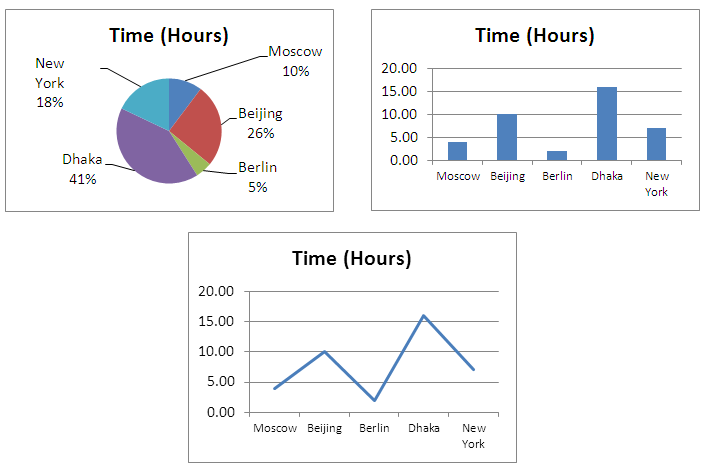 Time (Hours)
Moscow
10%
New
York
18%
Beijing
26%
Dhaka
41%
Berlin
5%
Time (Hours)
20.00
15.00
10.00
5.00
0.00
Moscow Beijing Berlin Dhaka New
York
Time (Hours)
20.00
15.00
10.00
5.00
0.00
Moscow Beijing Berlin Dhaka New
York